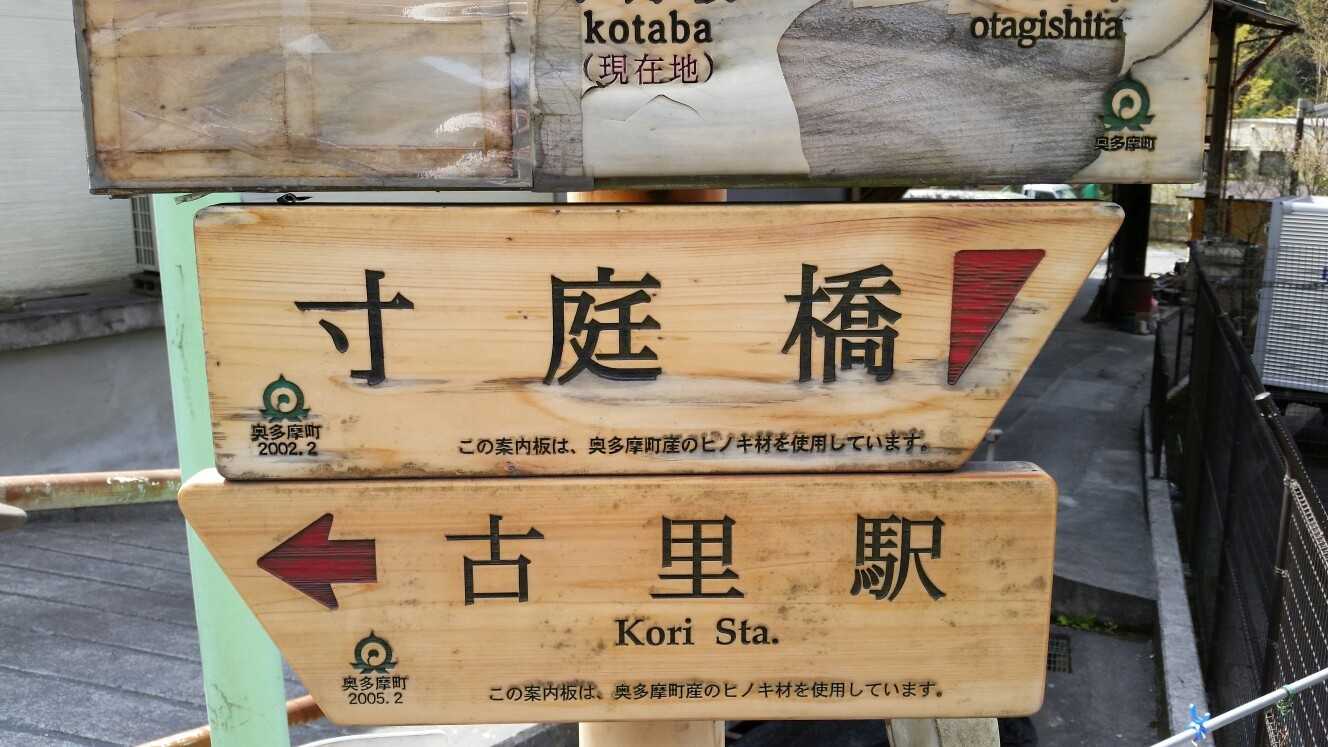 kotaba
otagishita
(現在地)
奥多摩町
寸庭橋
奥多摩町
2002.2
この案内板は、奥多摩町産のヒノキ材を使用しています。
古里駅
Kori Sta.
奥多摩町
2005.2
この案内板は、奥多摩町産のヒノキ材を使用しています。